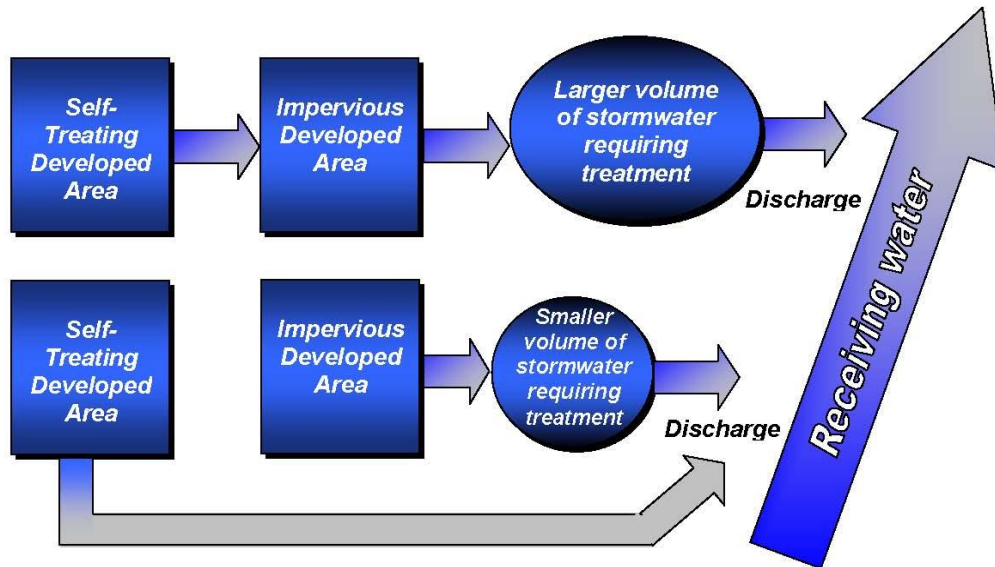 Self-
Treating
Developed
Area
Impervious
Developed
Area
Larger volume
of stormwater
requiring
treatment
Discharge
Receiving water
Self-
Treating
Developed
Area
Impervious
Developed
Area
Smaller
volume of
stormwater
requiring
treatment
Discharge